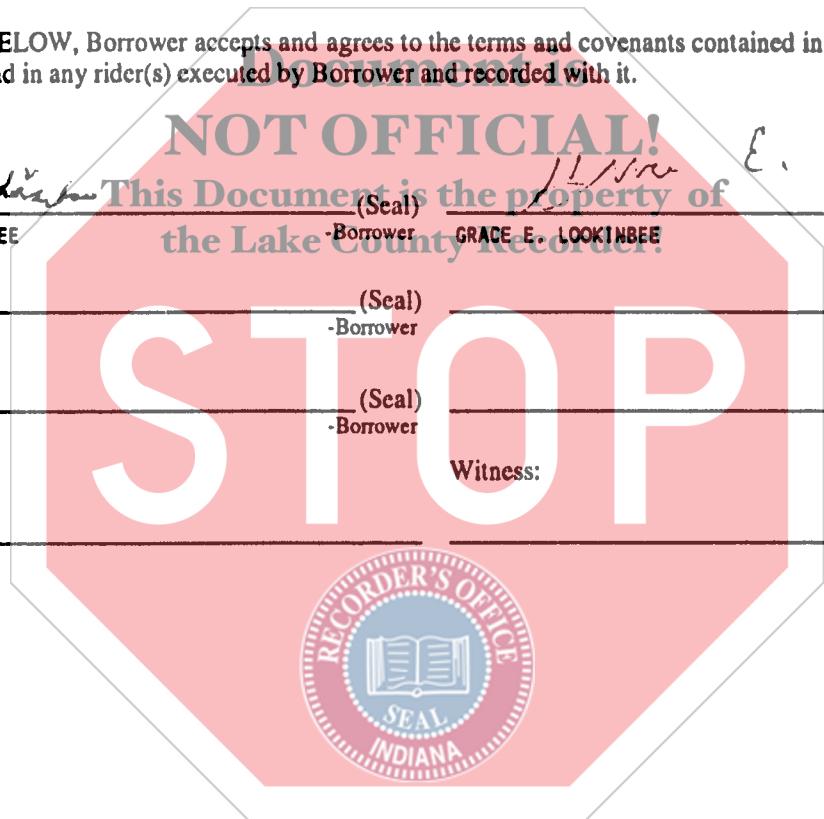 ELOW, Borrower accepts and agrees to the terms and covenants contained in
d in any rider(s) executed by Borrower and recorded with it.
Document is
NOT OFFICIAL!
E.
This Document is the property of
(Seal)
EE -Borrower GRACE E. LOOKINBEE
the Lake County Recorder!
(Seal)
-Borrower
STOP
(Seal)
-Borrower
Witness:
RECORDER'S OFFICE
SEAL
INDIANA